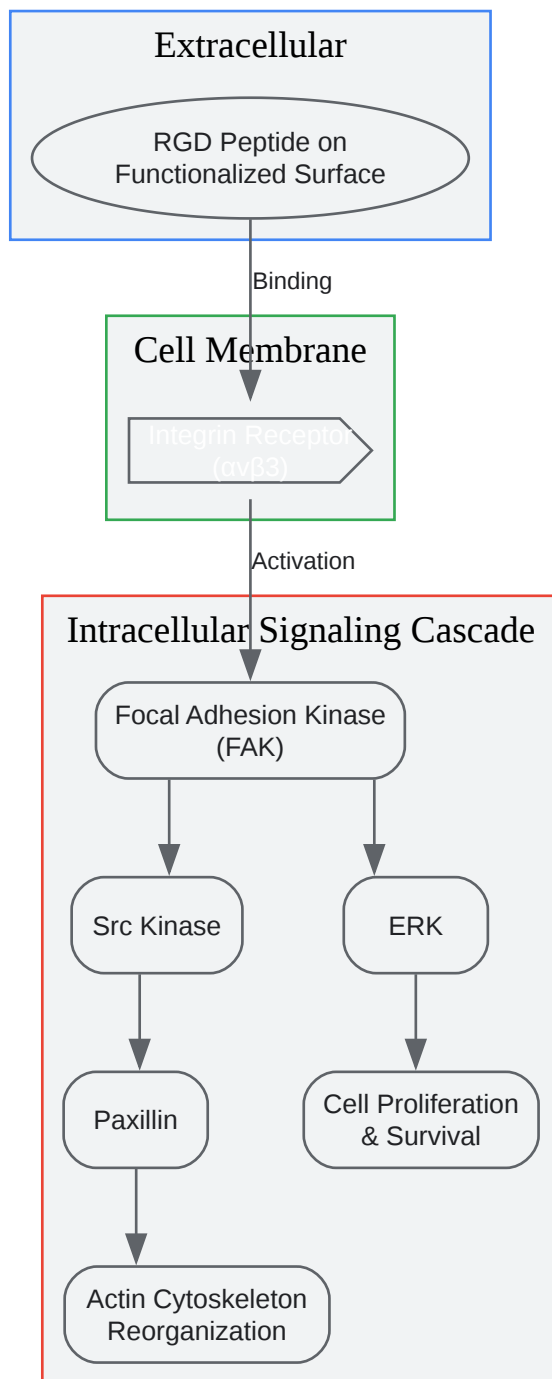 Extracellular
RGD Peptide on
Functionalized Surface
Binding
Cell Membrane
Integrin Receptor
(αvβ3)
Activation
Intracellular Signaling Cascade
Focal Adhesion Kinase
(FAK)
Src Kinase
ERK
Paxillin
Cell Proliferation
& Survival
Actin Cytoskeleton
Reorganization